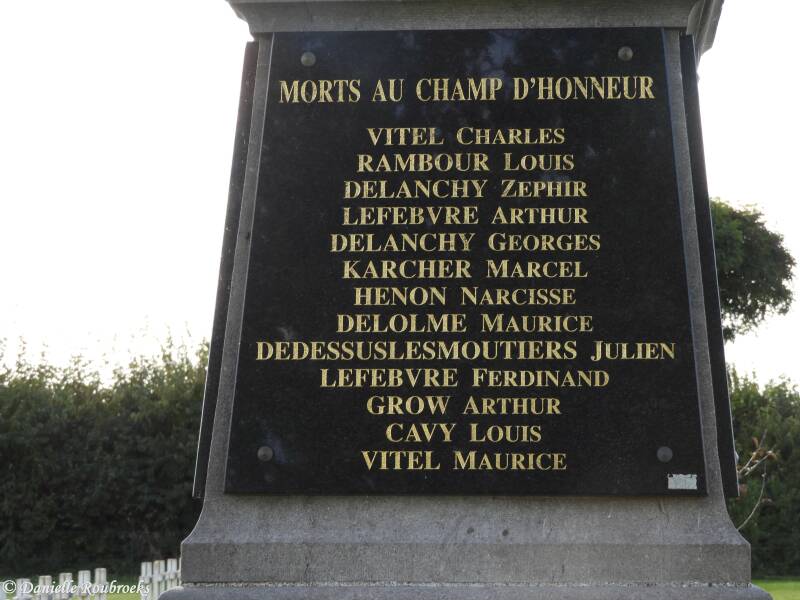 MORTS AU CHAMP D'HONNEUR
VITEL CHARLES
RAMBOUR LOUIS
DELANCHY ZEPHIR
LEFEBVRE ARTHUR
DELANCHY GEORGES
KARCHER MARCEL
HENON NARCISSE
DELOLME MAURICE
DEDESSUSLESMOUTIERS JULIEN
LEFEBVRE FERDINAND
GROW ARTHUR
CAVY LOUIS
VITEL MAURICE
© Danielle Roubroeks